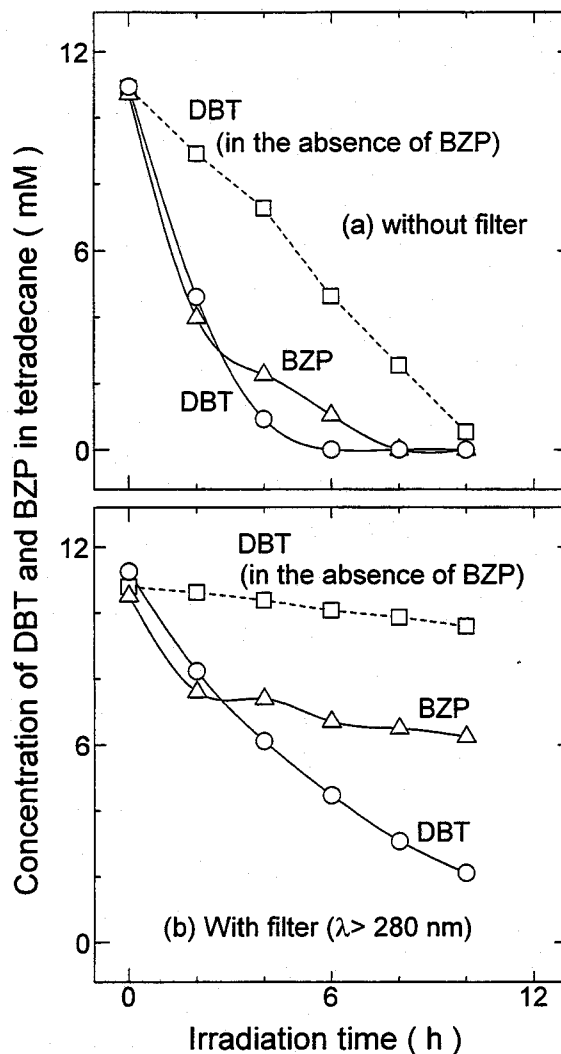 Concentration of DBT and BZP in tetradecane ( mM )
12
6
0
DBT
(in the absence of BZP)
(a) without filter
BZP
DBT
12
6
0
DBT
(in the absence of BZP)
BZP
DBT
(b) With filter (λ> 280 nm)
0
6
12
Irradiation time ( h )